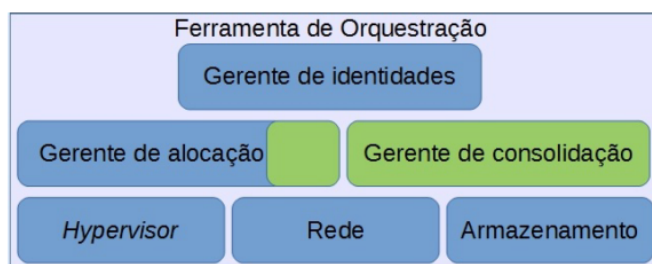 Ferramenta de Orquestração
Gerente de identidades
Gerente de alocação
Gerente de consolidação
Hypervisor
Rede
Armazenamento